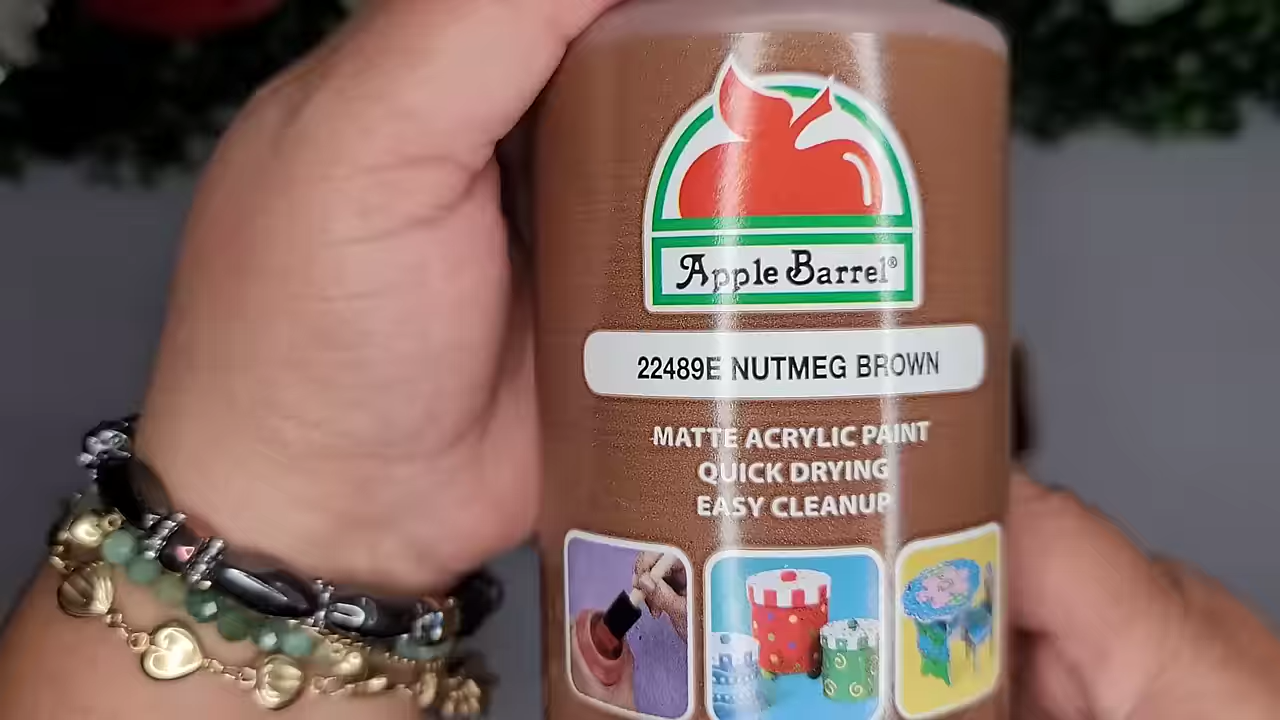 Apple Barrel®
22489E NUTMEG BROWN
MATTE ACRYLIC PAINT
QUICK DRYING
EASY CLEANUP